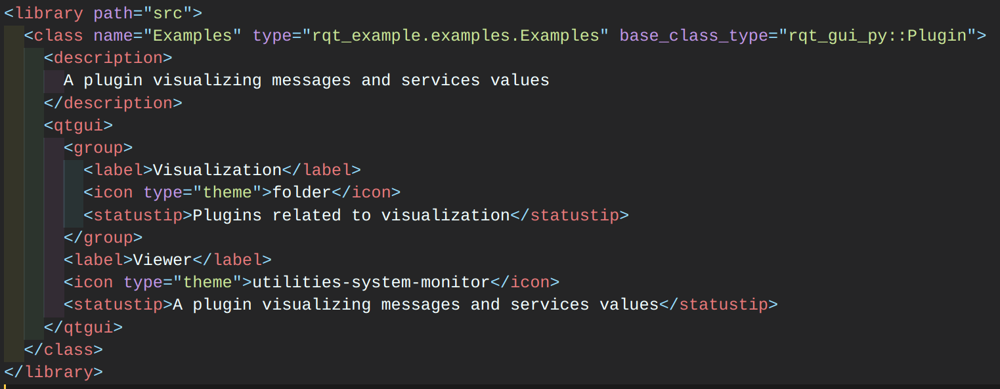 <library path="src">
  <class name="Examples" type="rqt_example.examples.Examples" base_class_type="rqt_gui_py::Plugin">
    <description>
      A plugin visualizing messages and services values
    </description>
    <qtgui>
      <group>
        <label>Visualization</label>
        <icon type="theme">folder</icon>
        <statustip>Plugins related to visualization</statustip>
      </group>
      <label>Viewer</label>
      <icon type="theme">utilities-system-monitor</icon>
      <statustip>A plugin visualizing messages and services values</statustip>
    </qtgui>
  </class>
</library>